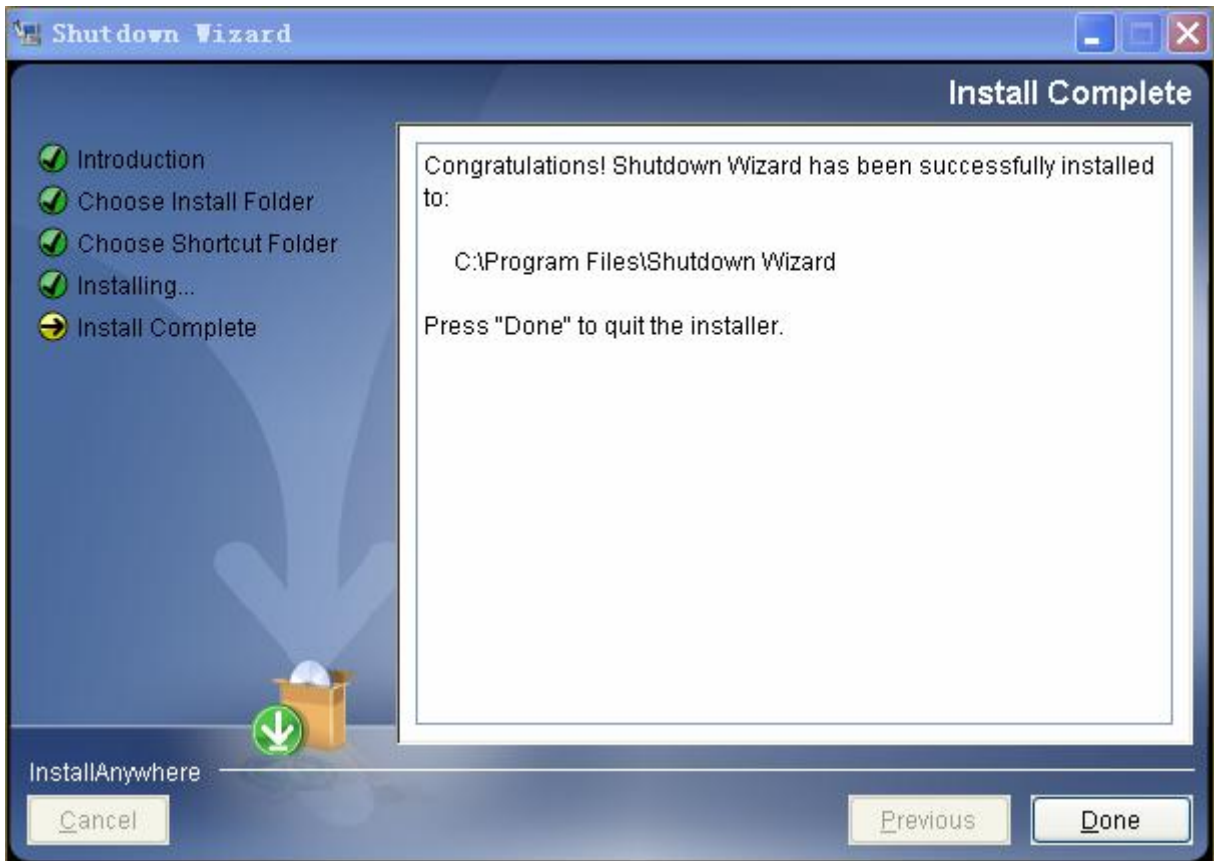 Shutdown Wizard
Install Complete
Introduction
Choose Install Folder
Choose Shortcut Folder
Installing...
Install Complete
Congratulations! Shutdown Wizard has been successfully installed
to:
C:\Program Files\Shutdown Wizard
Press "Done" to quit the installer.
InstallAnywhere
Cancel
Previous
Done